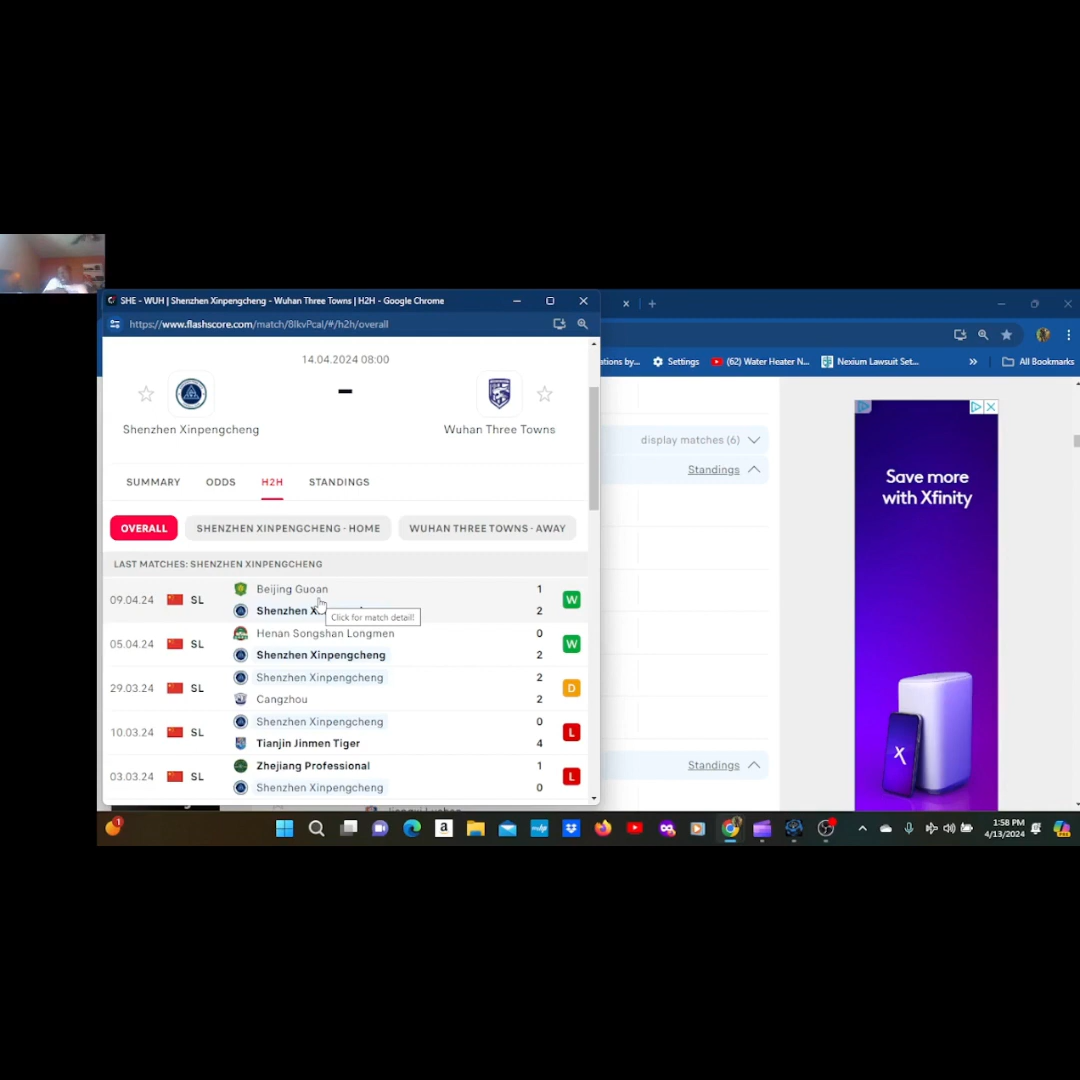 SHE - WUH | Shenzhen Xinpengcheng - Wuhan Three Towns | H2H - Google Chrome
https://www.flashscore.com/match/8IkvPcal/#/h2h/overall
ations by... Settings (62) Water Heater N... Nexium Lawsuit Set... » All Bookmarks
14.04.2024 08:00
-
Shenzhen Xinpengcheng Wuhan Three Towns
SUMMARY ODDS H2H STANDINGS
OVERALL SHENZHEN XINPENGCHENG - HOME WUHAN THREE TOWNS - AWAY
LAST MATCHES: SHENZHEN XINPENGCHENG
09.04.24 SL Beijing Guoan 1 W
Shenzhen X 2
Click for match detail!
05.04.24 SL Henan Songshan Longmen 0 W
Shenzhen Xinpengcheng 2
29.03.24 SL Shenzhen Xinpengcheng 2 D
Cangzhou 2
10.03.24 SL Shenzhen Xinpengcheng 0 L
Tianjin Jinmen Tiger 4
03.03.24 SL Zhejiang Professional 1 L
Shenzhen Xinpengcheng 0
display matches (6)
Standings
Standings
Save more
with Xfinity
X
1
a
1:58 PM
4/13/2024